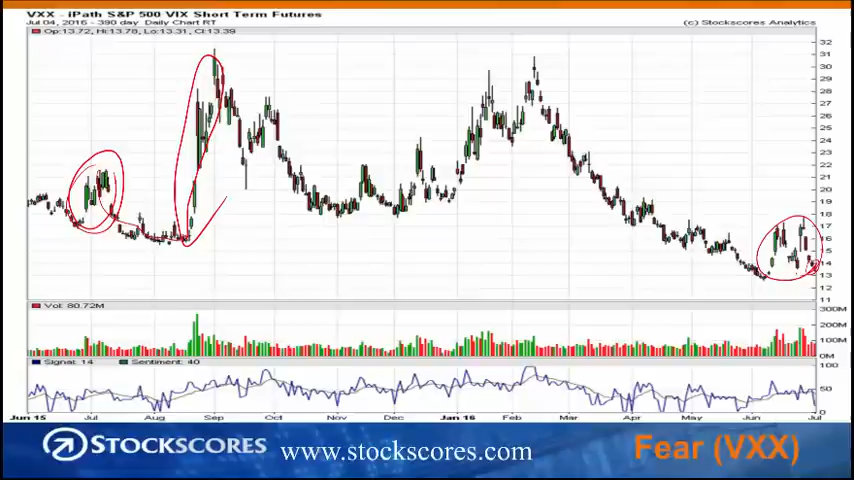 VXX - iPath S&P 500 VIX Short Term Futures
Jul 04, 2016 - 390 day Daily Chart RT
(c) Stockscores Analytics
Op:13.72, Hi:13.78, Lo:13.31, Cl:13.39
32
31
30
29
28
27
26
25
24
23
22
21
20
19
18
17
16
15
14
13
12
11
Vol: 80.72M
300M
200M
100M
0M
Signal: 14 Sentiment: 40
100
50
0
Jun 15 Jul Aug Sep Oct Nov Dec Jan 16 Feb Mar Apr May Jun Jul
STOCKSCORES www.stockscores.com Fear (VXX)